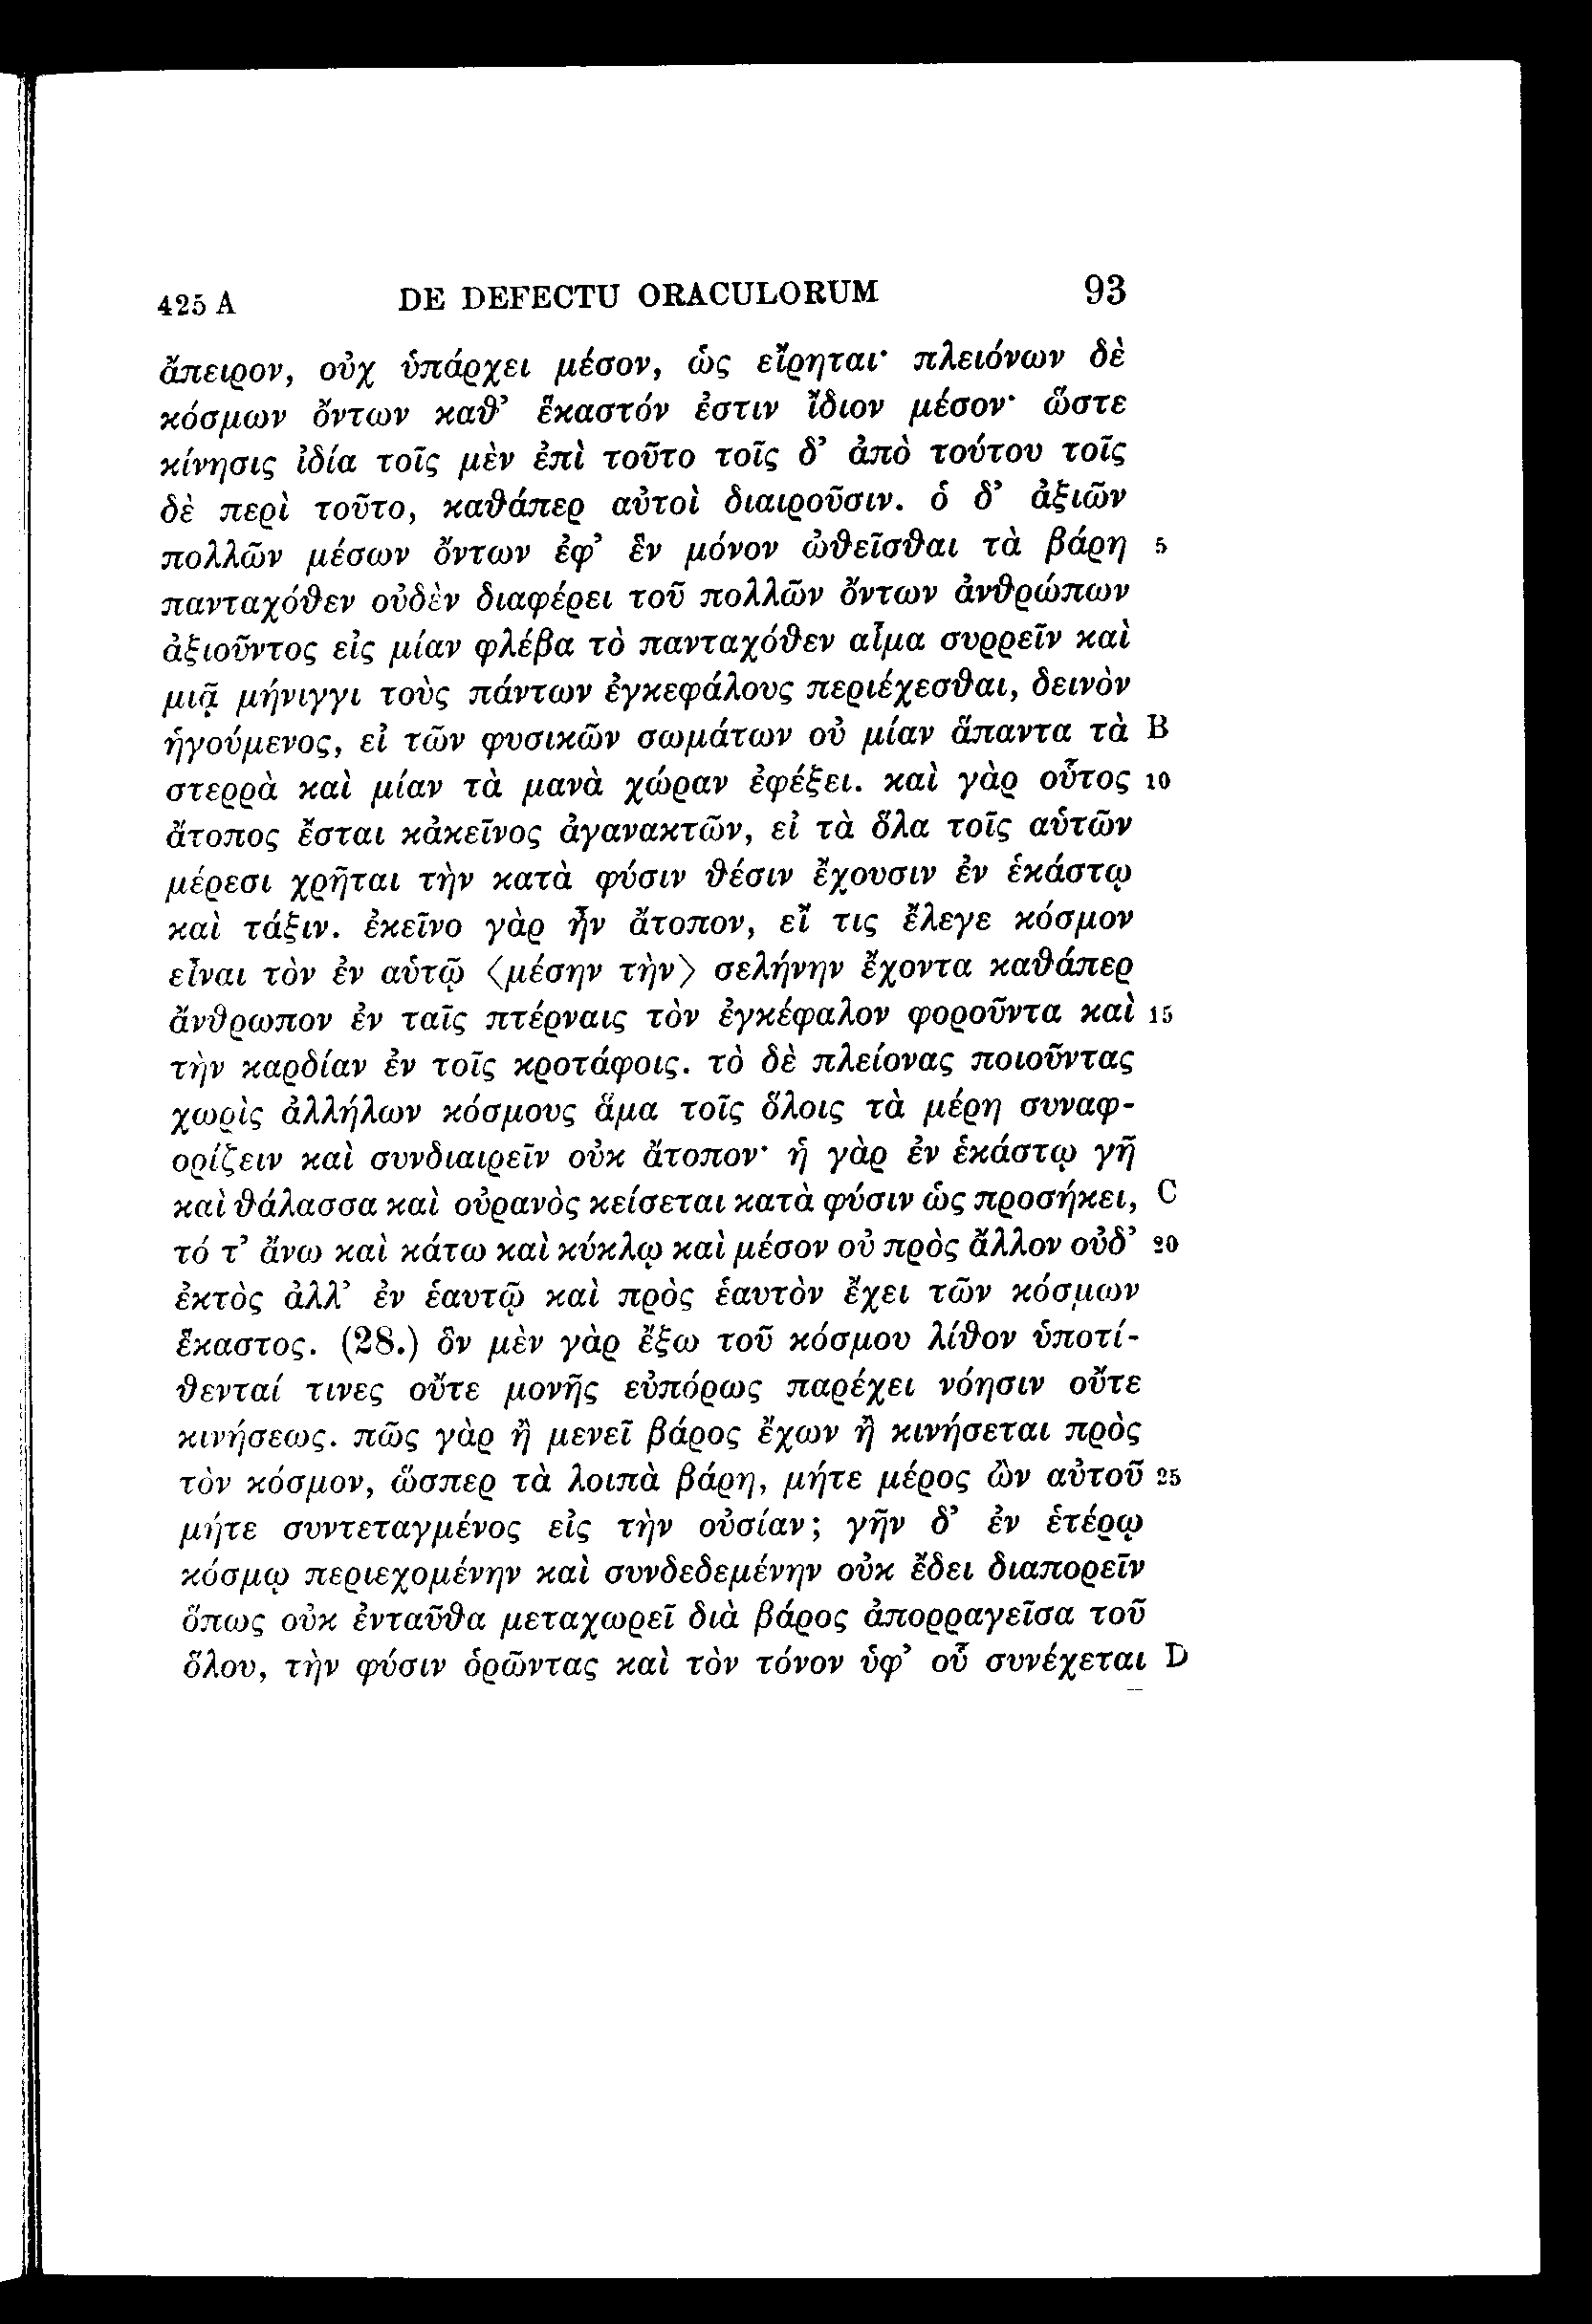 425 A DE DEFECTU ORACULORUM 93
ἄπειρον, οὐχ ὑπάρχει μέσον, ὡς εἴρηται· πλειόνων δὲ
κόσμων ὄντων καθ’ ἕκαστόν ἐστιν ἴδιον μέσον· ὥστε
κίνησις ἰδία τοῖς μὲν ἐπὶ τοῦτο τοῖς δ’ ἀπὸ τούτου τοῖς
δὲ περὶ τοῦτο, καθάπερ αὐτοὶ διαιροῦσιν. ὁ δ’ ἀξιῶν
πολλῶν μέσων ὄντων ἐφ’ ἓν μόνον ὠθεῖσθαι τὰ βάρη 5
πανταχόθεν οὐδὲν διαφέρει τοῦ πολλῶν ὄντων ἀνθρώπων
ἀξιοῦντος εἰς μίαν φλέβα τὸ πανταχόθεν αἷμα συρρεῖν καὶ
μιᾷ μήνιγγι τοὺς πάντων ἐγκεφάλους περιέχεσθαι, δεινὸν
ἡγούμενος, εἰ τῶν φυσικῶν σωμάτων οὐ μίαν ἅπαντα τὰ B
στερρὰ καὶ μίαν τὰ μανὰ χώραν ἐφέξει. καὶ γὰρ οὗτος 10
ἄτοπος ἔσται κἀκεῖνος ἀγανακτῶν, εἰ τὰ ὅλα τοῖς αὑτῶν
μέρεσι χρῆται τὴν κατὰ φύσιν θέσιν ἔχουσιν ἐν ἑκάστῳ
καὶ τάξιν. ἐκεῖνο γὰρ ἦν ἄτοπον, εἴ τις ἔλεγε κόσμον
εἶναι τὸν ἐν αὑτῷ ⟨μέσην τὴν⟩ σελήνην ἔχοντα καθάπερ
ἄνθρωπον ἐν ταῖς πτέρναις τὸν ἐγκέφαλον φοροῦντα καὶ 15
τὴν καρδίαν ἐν τοῖς κροτάφοις. τὸ δὲ πλείονας ποιοῦντας
χωρὶς ἀλλήλων κόσμους ἅμα τοῖς ὅλοις τὰ μέρη συναφ-
ορίζειν καὶ συνδιαιρεῖν οὐκ ἄτοπον· ἡ γὰρ ἐν ἑκάστῳ γῆ
καὶ θάλασσα καὶ οὐρανὸς κείσεται κατὰ φύσιν ὡς προσήκει, C
τό τ’ ἄνω καὶ κάτω καὶ κύκλῳ καὶ μέσον οὐ πρὸς ἄλλον οὐδ’ 20
ἐκτὸς ἀλλ’ ἐν ἑαυτῷ καὶ πρὸς ἑαυτὸν ἔχει τῶν κόσμων
ἕκαστος. (28.) ὃν μὲν γὰρ ἔξω τοῦ κόσμου λίθον ὑποτί-
θενταί τινες οὔτε μονῆς εὐπόρως παρέχει νόησιν οὔτε
κινήσεως. πῶς γὰρ ἢ μενεῖ βάρος ἔχων ἢ κινήσεται πρὸς
τὸν κόσμον, ὥσπερ τὰ λοιπὰ βάρη, μήτε μέρος ὢν αὐτοῦ 25
μήτε συντεταγμένος εἰς τὴν οὐσίαν; γῆν δ’ ἐν ἑτέρῳ
κόσμῳ περιεχομένην καὶ συνδεδεμένην οὐκ ἔδει διαπορεῖν
ὅπως οὐκ ἐνταῦθα μεταχωρεῖ διὰ βάρος ἀπορραγεῖσα τοῦ
ὅλου, τὴν φύσιν ὁρῶντας καὶ τὸν τόνον ὑφ’ οὗ συνέχεται D